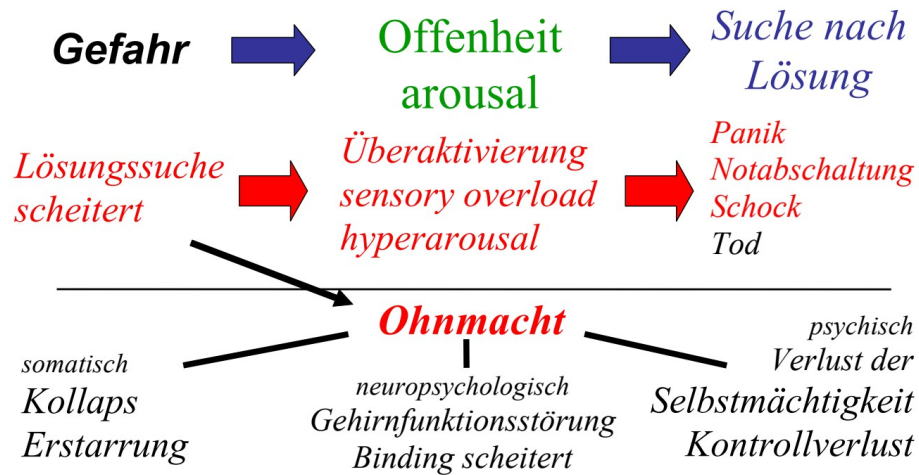 Gefahr
Offenheit
arousal
Suche nach
Lösung
Lösungssuche
scheitert
Überaktivierung
sensory overload
hyperarousal
Panik
Notabschaltung
Schock
Tod
Ohnmacht
somatisch
Kollaps
Erstarrung
neuropsychologisch
Gehirnfunktionsstörung
Binding scheitert
psychisch
Verlust der
Selbstmächtigkeit
Kontrollverlust